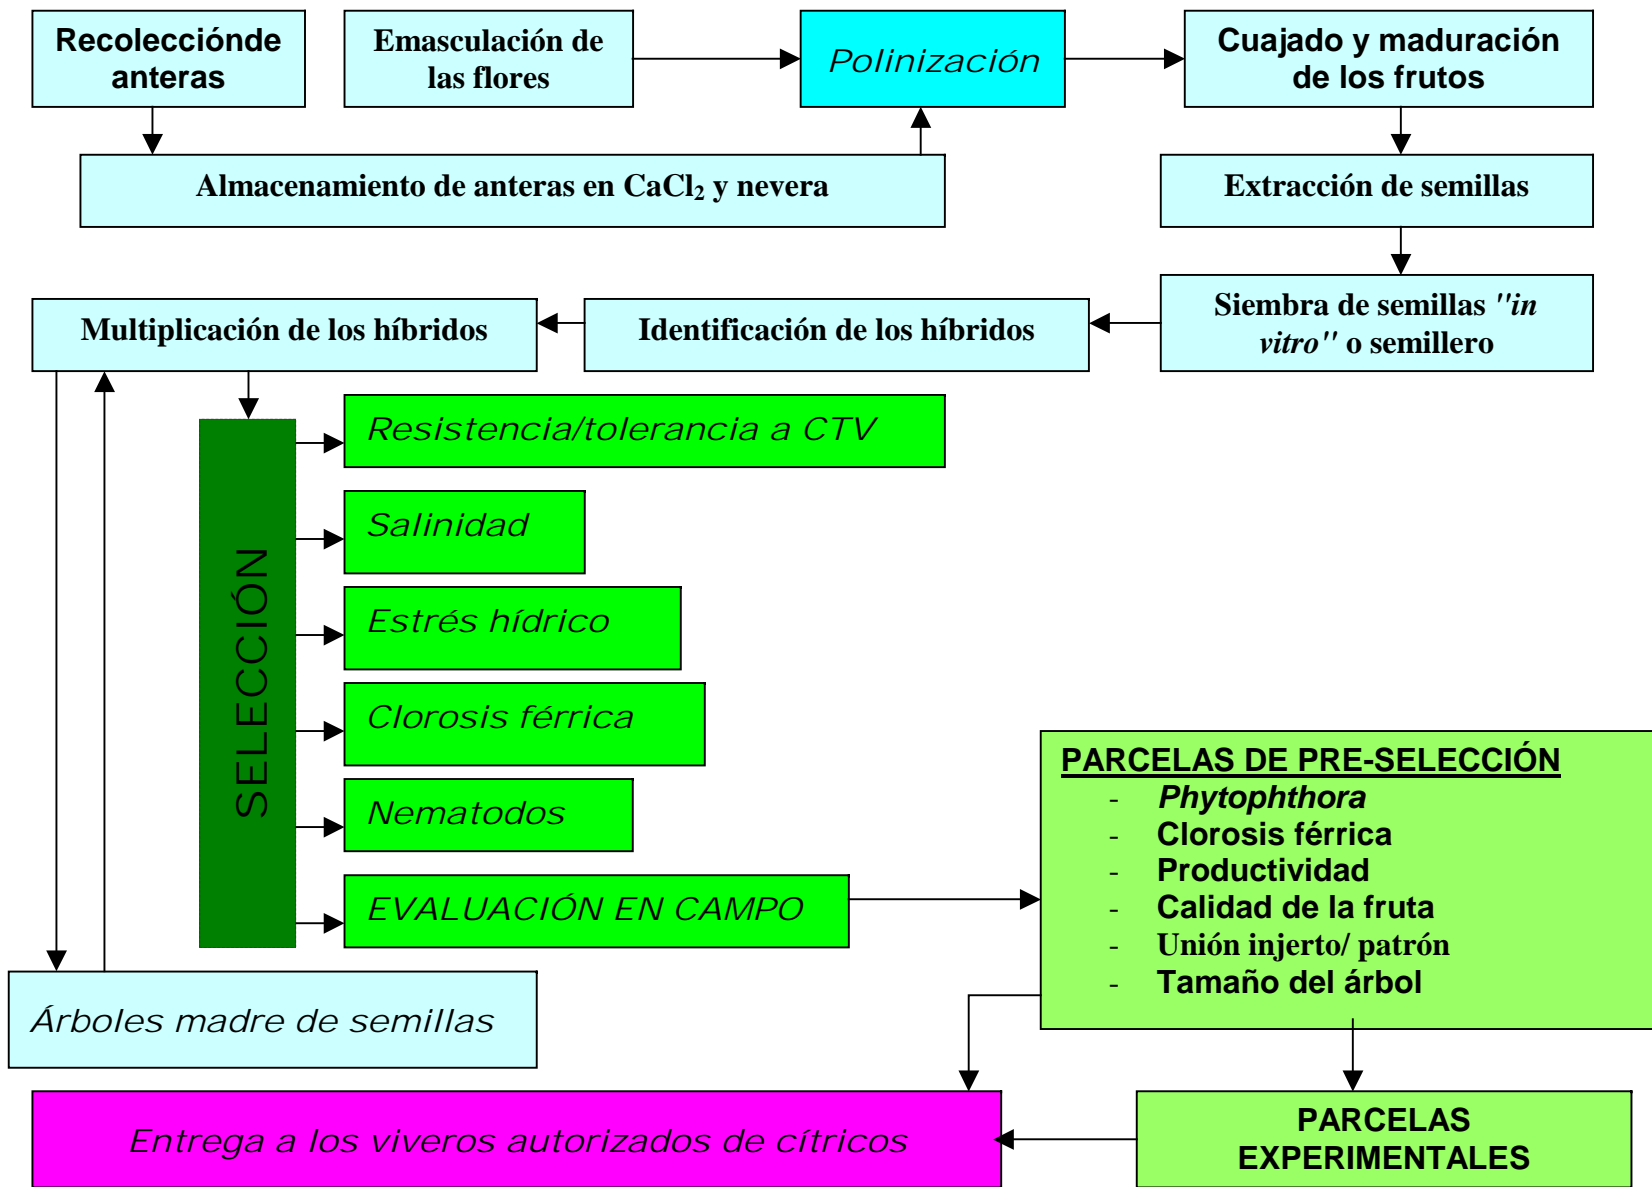 Recolecciónde
anteras
Emasculación de
las flores
Polinización
Cuajado y maduración
de los frutos
Almacenamiento de anteras en CaCl₂ y nevera
Extracción de semillas
Siembra de semillas "in
vitro" o semillero
Identificación de los híbridos
Multiplicación de los híbridos
SELECCIÓN
Resistencia/tolerancia a CTV
Salinidad
Estrés hídrico
Clorosis férrica
Nematodos
EVALUACIÓN EN CAMPO
PARCELAS DE PRE-SELECCIÓN
- Phytophthora
- Clorosis férrica
- Productividad
- Calidad de la fruta
- Unión injerto/ patrón
- Tamaño del árbol
Árboles madre de semillas
Entrega a los viveros autorizados de cítricos
PARCELAS
EXPERIMENTALES